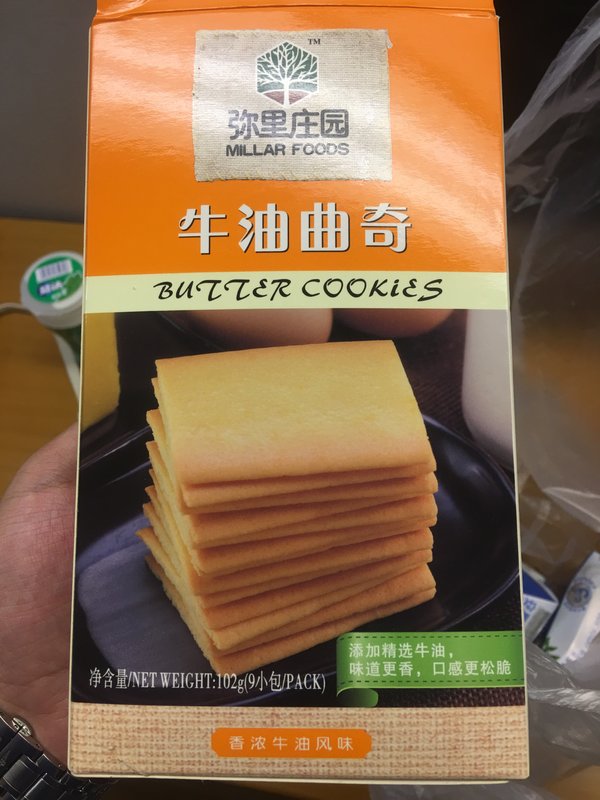 TM
弥里庄园
MILLAR FOODS
牛油曲奇
BUTTER COOKiES
添加精选牛油，
味道更香，口感更松脆
净含量/NET WEIGHT:102g(9小包/PACK)
香浓牛油风味